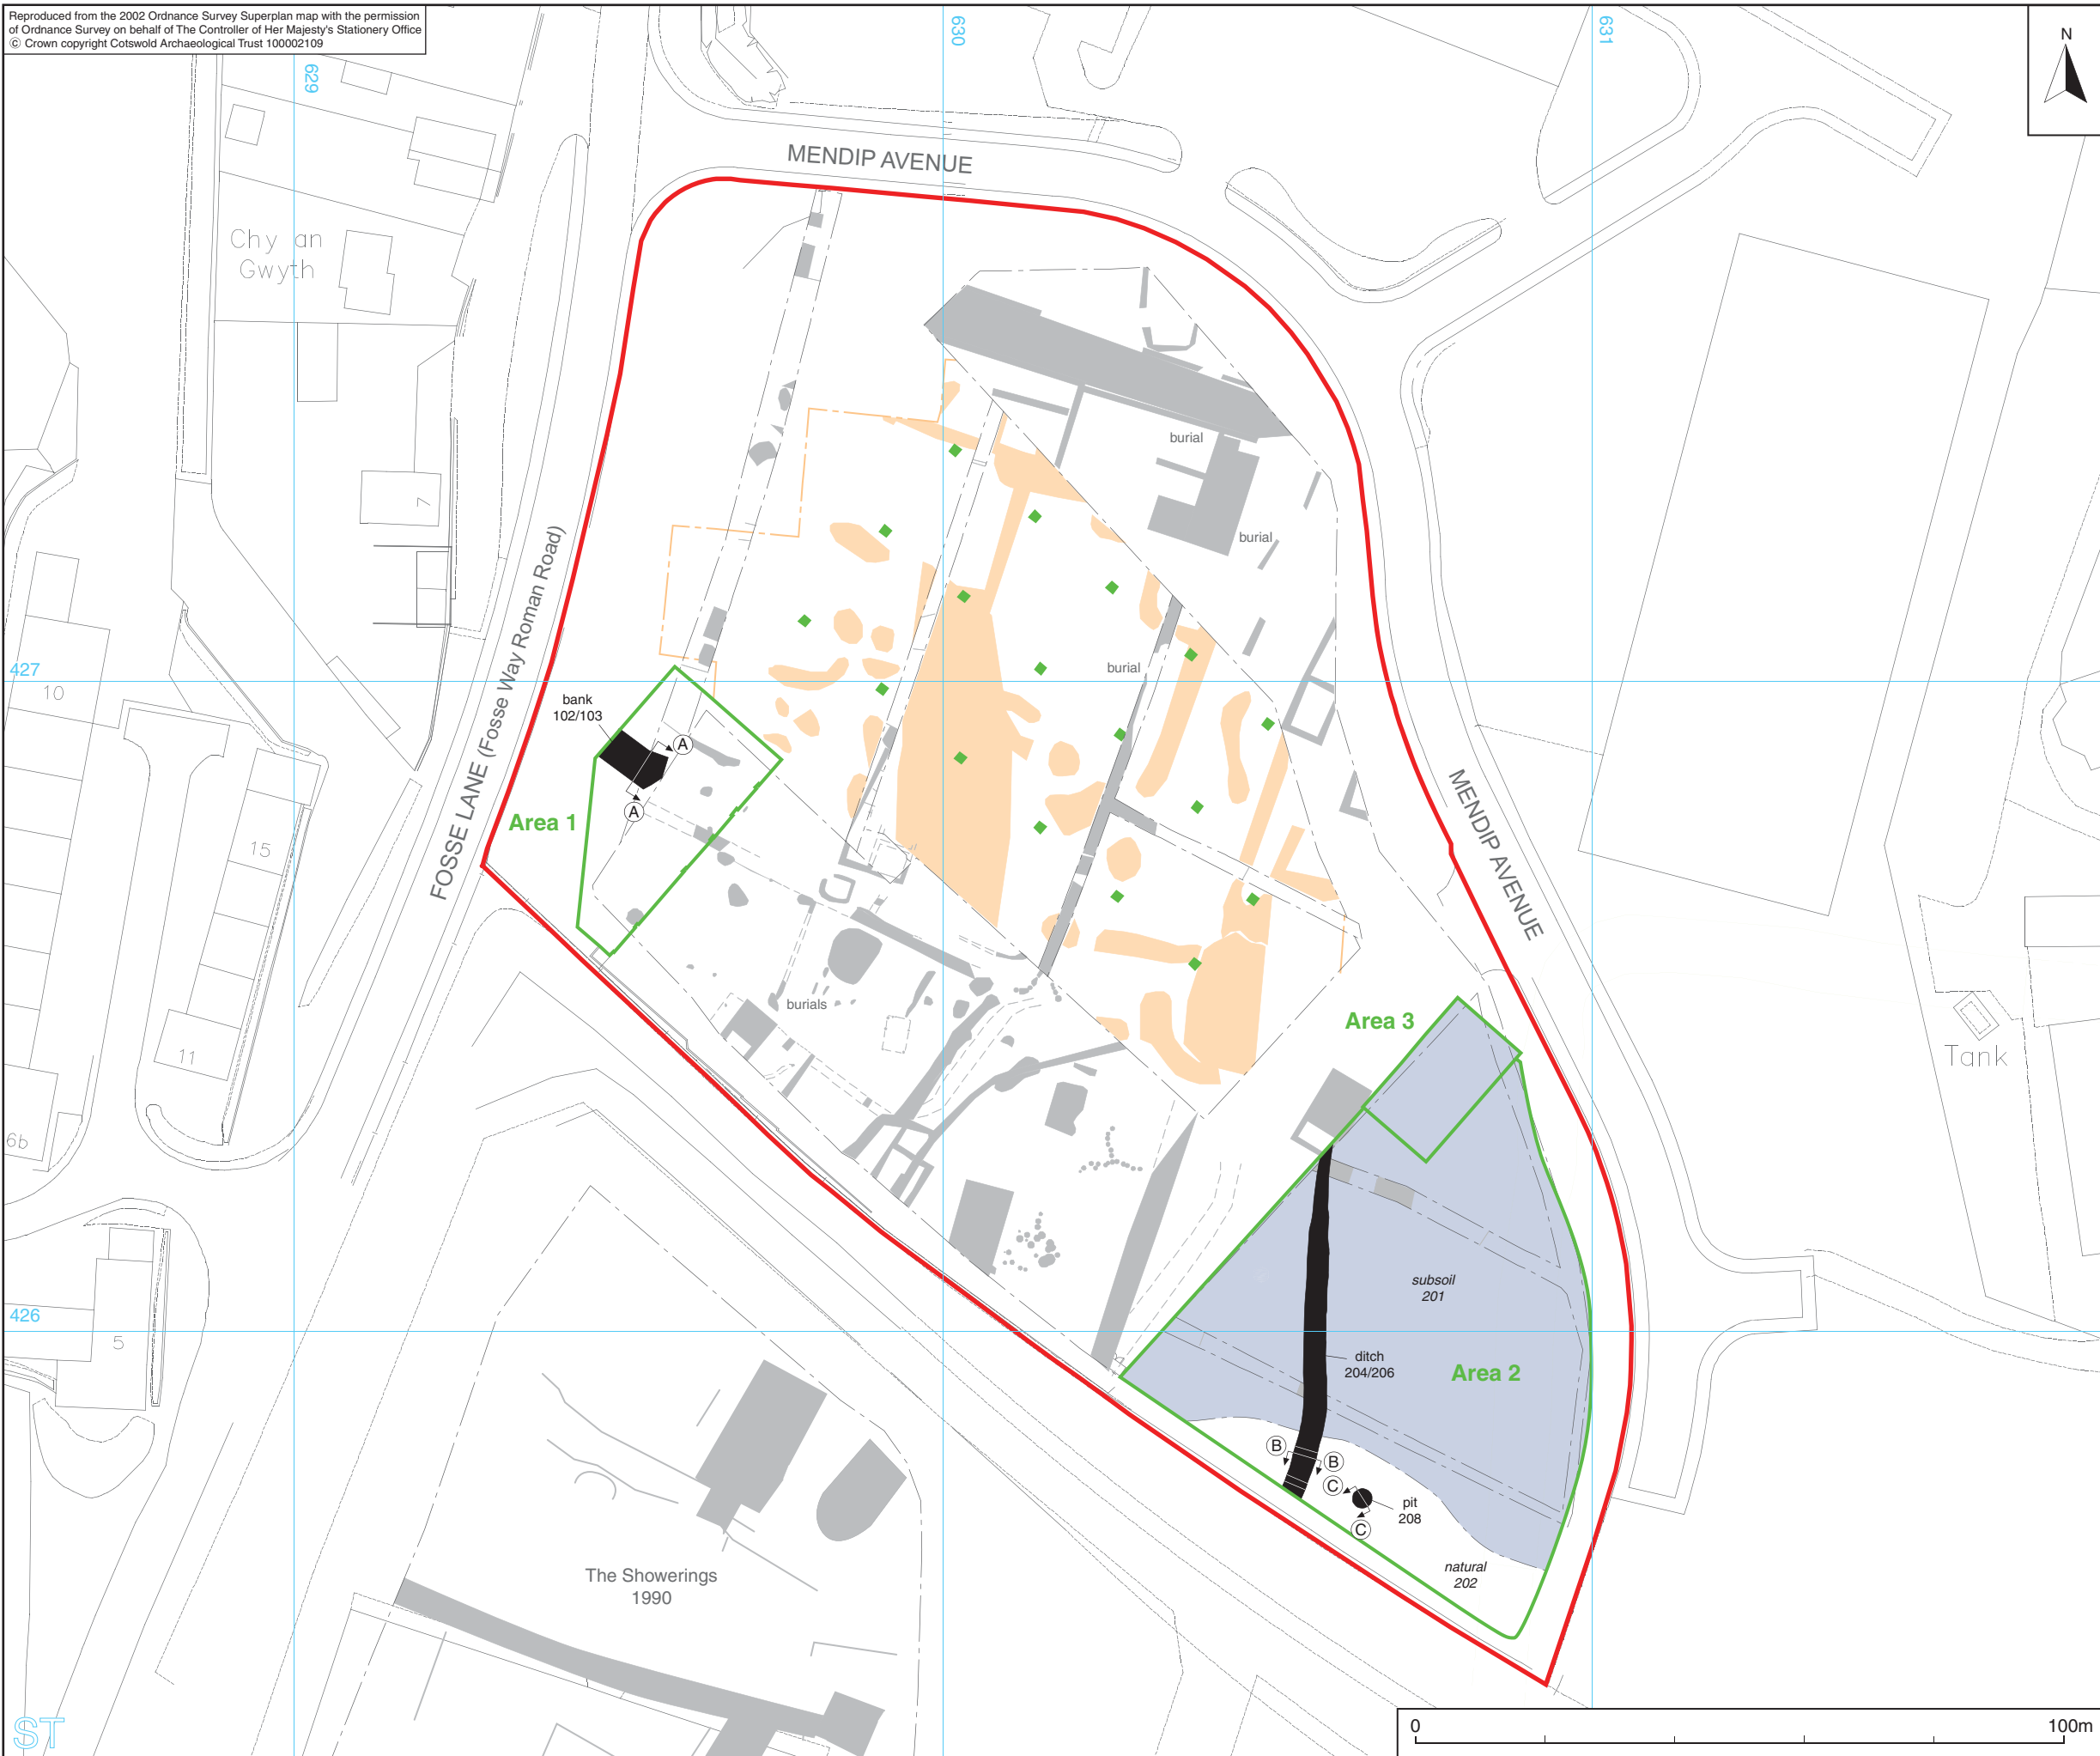 Reproduced from the 2002 Ordnance Survey Superplan map with the permission
of Ordnance Survey on behalf of The Controller of Her Majesty's Stationery Office
© Crown copyright Cotswold Archaeological Trust 100002109
630
631
N
629
MENDIP AVENUE
Chy an
Gwyth
burial
7
burial
FOSSE LANE (Fosse Way Roman Road)
427
10
burial
bank
102/103
A
A
Area 1
MENDIP AVENUE
15
burials
Area 3
11
Tank
6b
subsoil
201
426
5
ditch
204/206
Area 2
B
B
C
pit
208
C
natural
202
The Showerings
1990
ST
0
100m